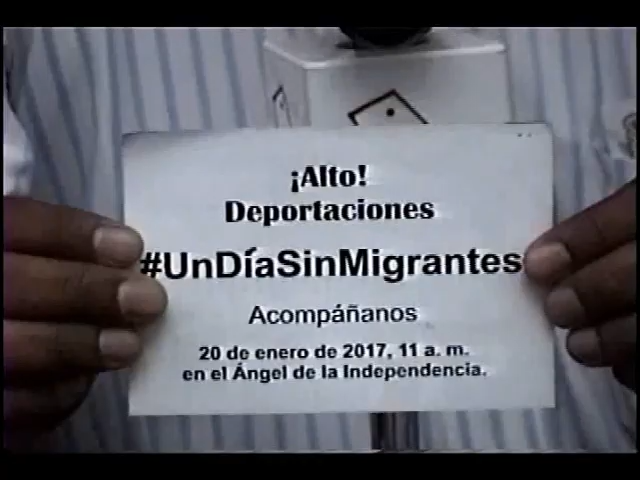 ¡Alto!
Deportaciones
#UnDíaSinMigrantes
Acompáñanos
20 de enero de 2017, 11 a. m.
en el Ángel de la Independencia.